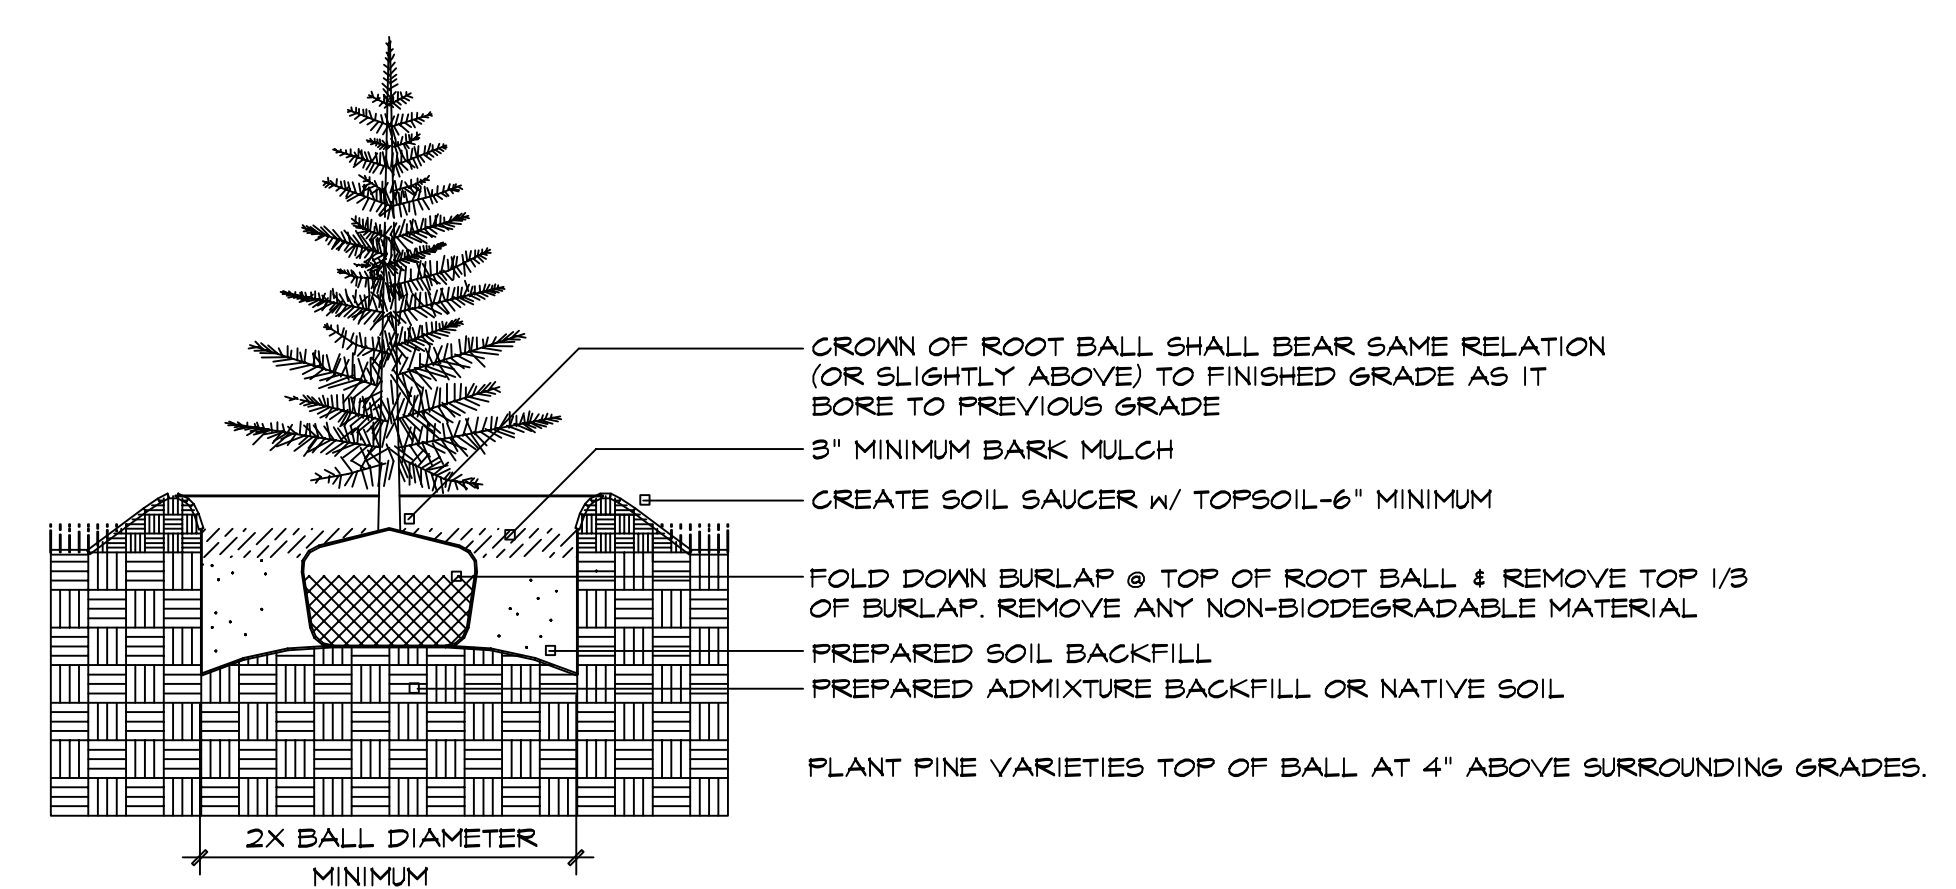 CROWN OF ROOT BALL SHALL BEAR SAME RELATION
(OR SLIGHTLY ABOVE) TO FINISHED GRADE AS IT
BORE TO PREVIOUS GRADE
3" MINIMUM BARK MULCH
CREATE SOIL SAUCER w/ TOPSOIL-6" MINIMUM
FOLD DOWN BURLAP @ TOP OF ROOT BALL & REMOVE TOP 1/3
OF BURLAP. REMOVE ANY NON-BIODEGRADABLE MATERIAL
PREPARED SOIL BACKFILL
PREPARED ADMIXTURE BACKFILL OR NATIVE SOIL
PLANT PINE VARIETIES TOP OF BALL AT 4" ABOVE SURROUNDING GRADES.
2X BALL DIAMETER
MINIMUM